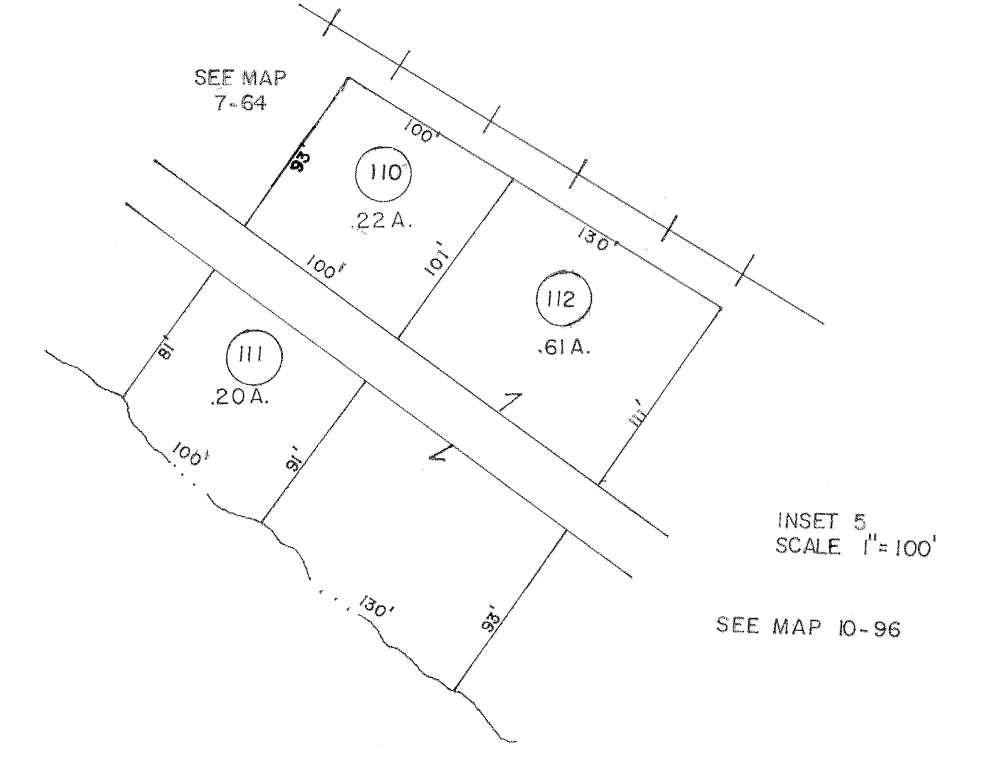 SEE MAP
7-64
100'
93'
110
.22 A.
100'
101'
130'
112
.61 A.
111'
81'
111
.20 A.
100'
91'
130'
93'
INSET 5
SCALE 1"=100'
SEE MAP 10-96